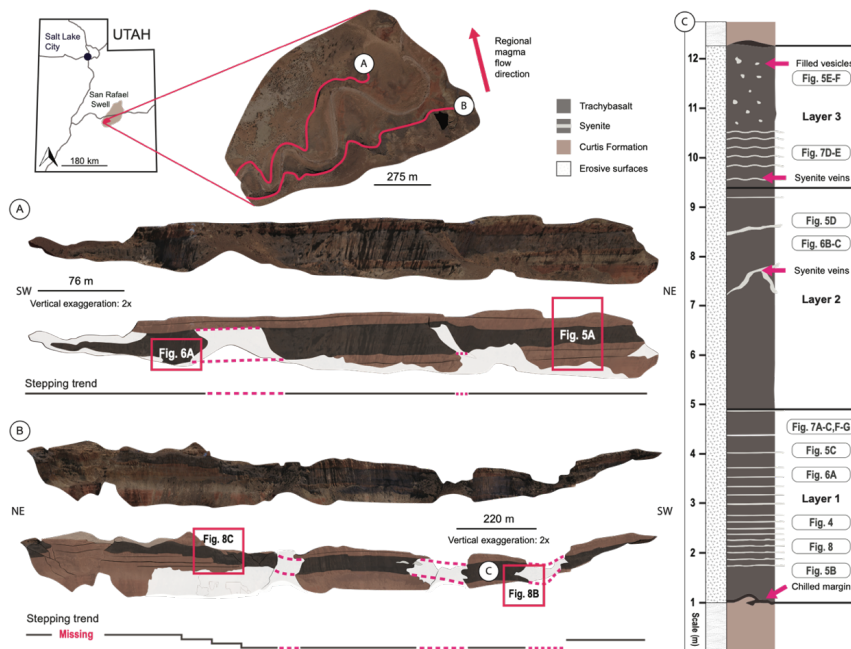 UTAH
Salt Lake
City
San Rafael
Swell
180 km
A
B
275 m
Regional
magma
flow
direction
Trachybasalt
Syenite
Curtis Formation
Erosive surfaces
A
76 m
SW
Vertical exaggeration: 2x
NE
Fig. 6A
Fig. 5A
Stepping trend
B
NE
SW
220 m
Vertical exaggeration: 2x
Fig. 8C
C
Fig. 8B
Stepping trend
Missing
C
12
Filled vesicles
Fig. 5E-F
11
Layer 3
Fig. 7D-E
10
Syenite veins
9
Fig. 5D
Fig. 6B-C
8
Syenite veins
Layer 2
7
6
5
Fig. 7A-C,F-G
4
Fig. 5C
Fig. 6A
3
Layer 1
Fig. 4
2
Fig. 8
Fig. 5B
Chilled margin
1
Scale (m)